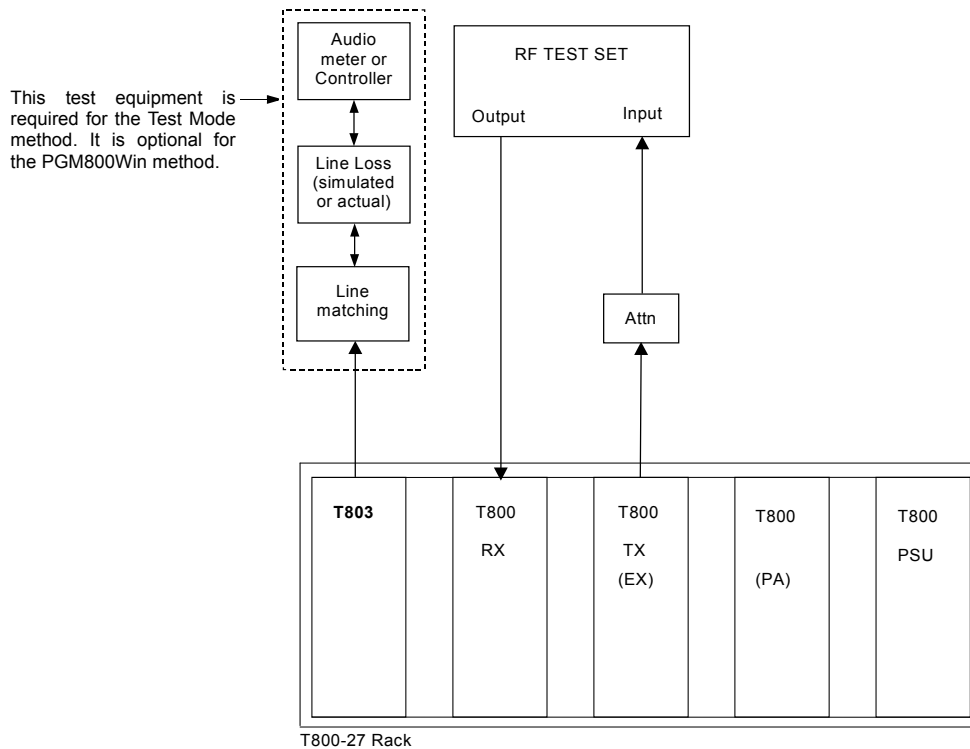 Audio
meter or
Controller
RF TEST SET
Output
Input
This test equipment is
required for the Test Mode
method. It is optional for
the PGM800Win method.
Line Loss
(simulated
or actual)
Line
matching
Attn
T803
T800
RX
T800
TX
(EX)
T800
(PA)
T800
PSU
T800-27 Rack